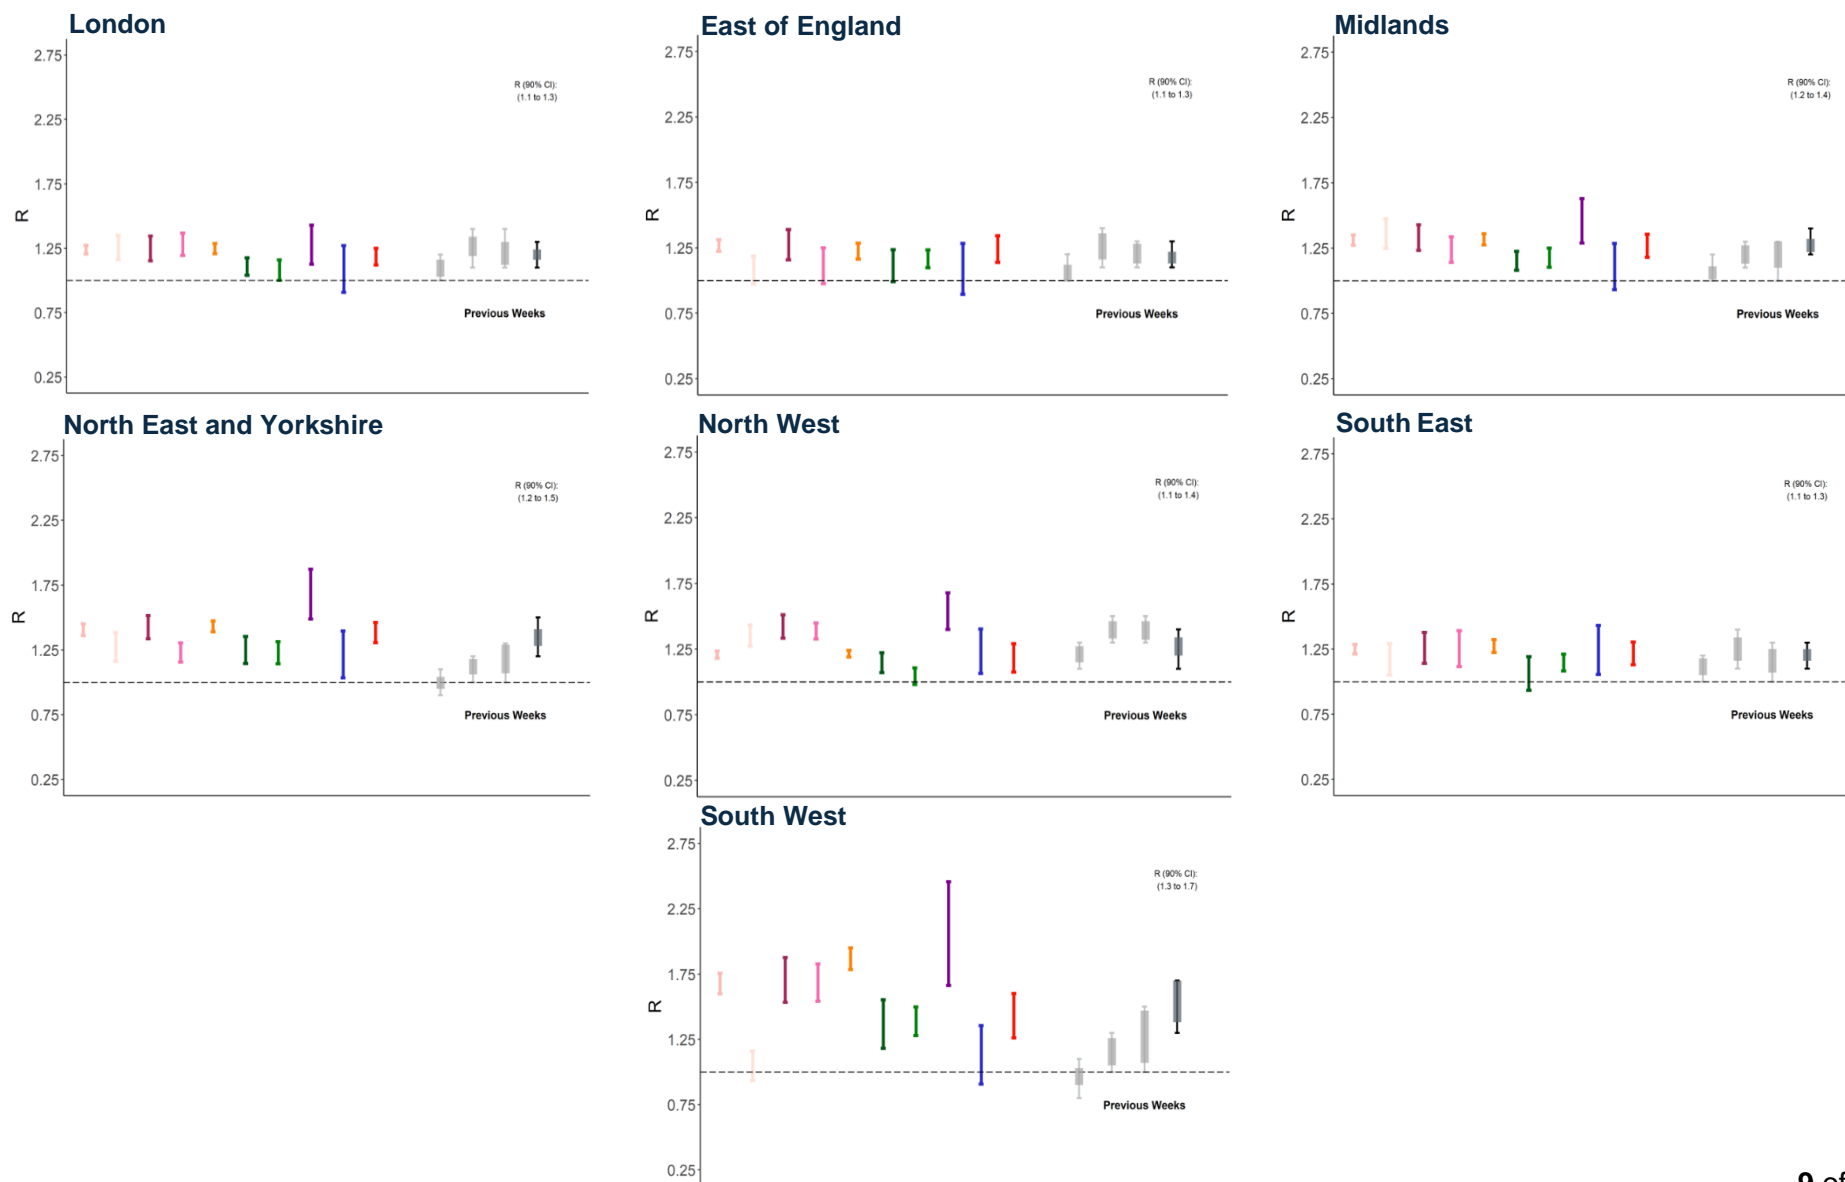 London
2.75
2.25
1.75
1.25
0.75
0.25
R
R (90% CI):
(1.1 to 1.3)
Previous Weeks
East of England
2.75
2.25
1.75
1.25
0.75
0.25
R
R (90% CI):
(1.1 to 1.3)
Previous Weeks
Midlands
2.75
2.25
1.75
1.25
0.75
0.25
R
R (90% CI):
(1.2 to 1.4)
Previous Weeks
North East and Yorkshire
2.75
2.25
1.75
1.25
0.75
0.25
R
R (90% CI):
(1.2 to 1.5)
Previous Weeks
North West
2.75
2.25
1.75
1.25
0.75
0.25
R
R (90% CI):
(1.1 to 1.4)
Previous Weeks
South East
2.75
2.25
1.75
1.25
0.75
0.25
R
R (90% CI):
(1.1 to 1.3)
Previous Weeks
South West
2.75
2.25
1.75
1.25
0.75
0.25
R
R (90% CI):
(1.3 to 1.7)
Previous Weeks
9 of